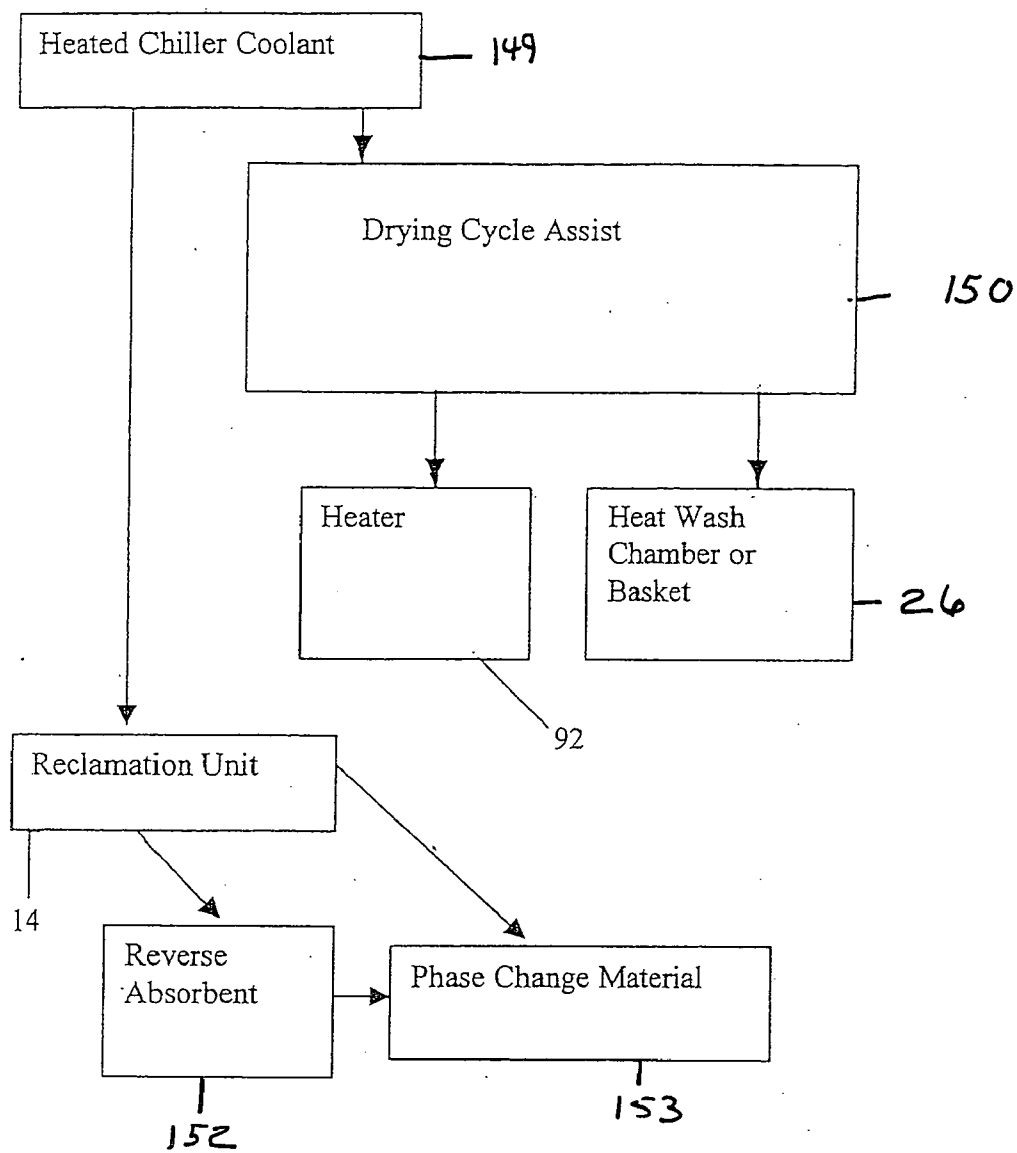 Heated Chiller Coolant
149
Drying Cycle Assist
150
Heater
Heat Wash
Chamber or
Basket
26
92
Reclamation Unit
14
Reverse
Absorbent
Phase Change Material
153
152